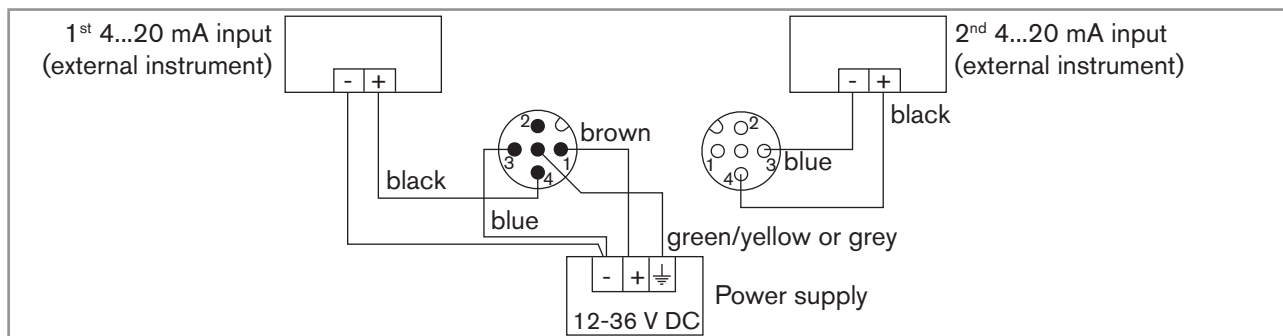 1st 4...20 mA input
(external instrument)
- +
2nd 4...20 mA input
(external instrument)
- +
black
2
brown
3
1
4
2
1
3
4
blue
black
blue
green/yellow or grey
- +
Power supply
12-36 V DC